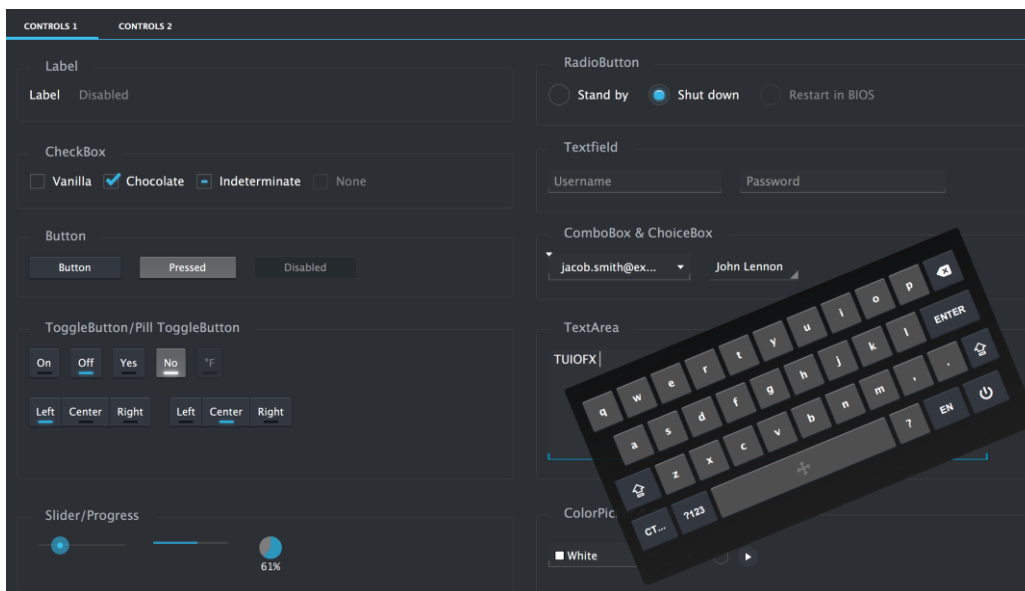 CONTROLS 1 CONTROLS 2
Label
Label Disabled
CheckBox
Vanilla Chocolate Indeterminate None
Button
Button Pressed Disabled
ToggleButton/Pill ToggleButton
On Off Yes No °F
Left Center Right Left Center Right
Slider/Progress
61%
RadioButton
Stand by Shut down Restart in BIOS
Textfield
Username Password
ComboBox & ChoiceBox
jacob.smith@ex... John Lennon
TextArea
TUIOFX
q w e r t y u i o p
a s d f g h j k l ENTER
z x c v b n m , .
CT... ?123 ? EN
ColorPic
White